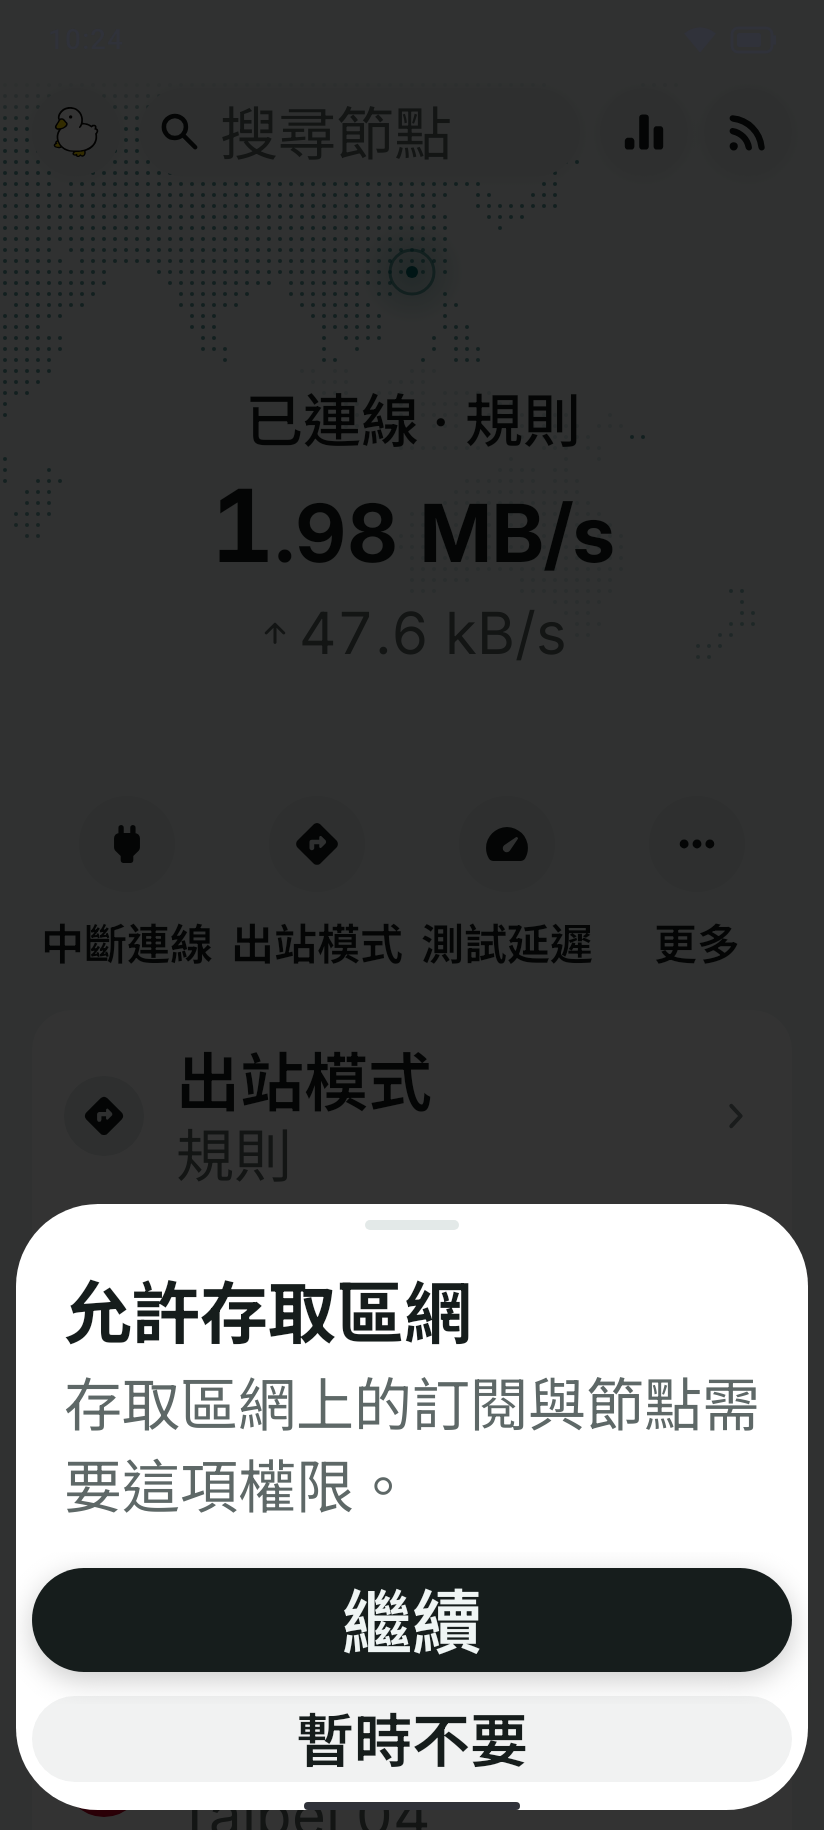 搜尋節點
已連線 · 規則
1.98 MB/s
↑ 47.6 kB/s
中斷連線 出站模式 測試延遲 更多
出站模式
規則
允許存取區網
存取區網上的訂閱與節點需
要這項權限。
繼續
暫時不要
Taipei 04